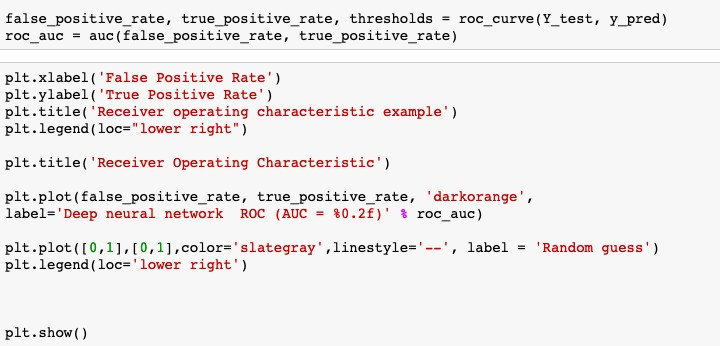 false_positive_rate, true_positive_rate, thresholds = roc_curve(Y_test, y_pred)
roc_auc = auc(false_positive_rate, true_positive_rate)
plt.xlabel('False Positive Rate')
plt.ylabel('True Positive Rate')
plt.title('Receiver operating characteristic example')
plt.legend(loc="lower right")
plt.title('Receiver Operating Characteristic')
plt.plot(false_positive_rate, true_positive_rate, 'darkorange',
label='Deep neural network  ROC (AUC = %0.2f)' % roc_auc)
plt.plot([0,1],[0,1],color='slategray',linestyle='--', label = 'Random guess')
plt.legend(loc='lower right')
plt.show()